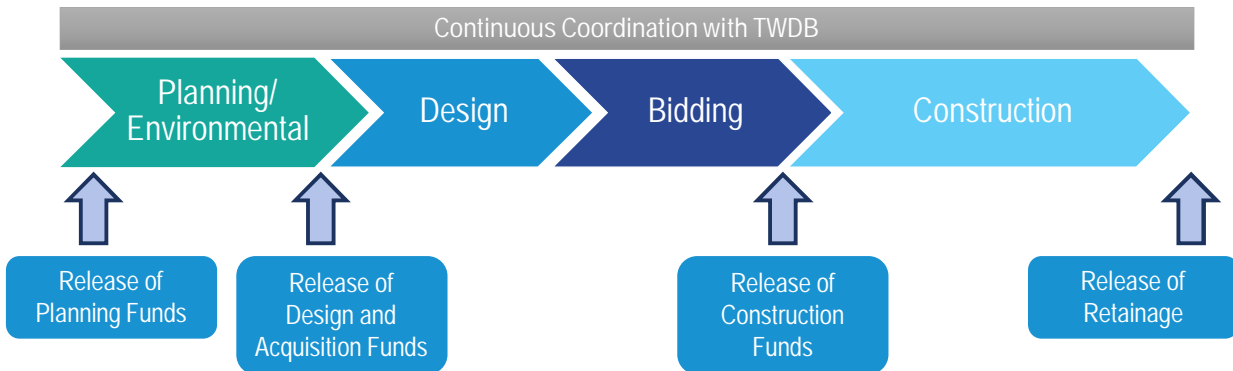 Continuous Coordination with TWDB
Planning/
Environmental
Design
Bidding
Construction
Release of
Planning Funds
Release of
Design and
Acquisition Funds
Release of
Construction
Funds
Release of
Retainage